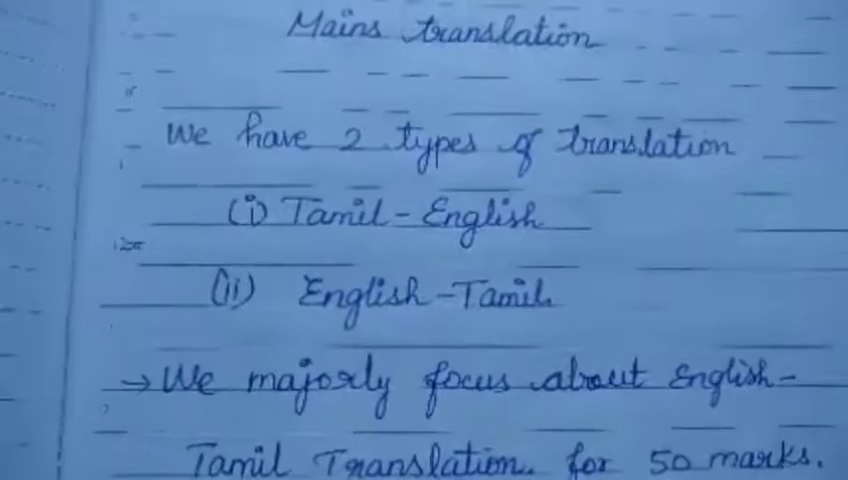 Mains translation
We have 2 types of translation
(i) Tamil - English
(ii) English - Tamil
→ We majorly focus about English -
Tamil Translation. for 50 marks.